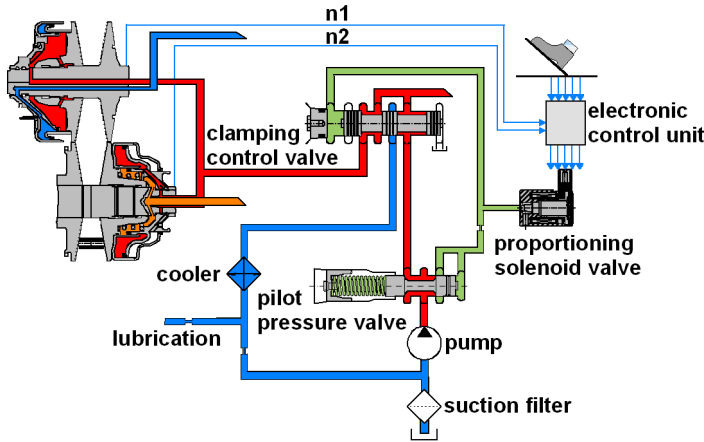 n1
n2
clamping
control valve
electronic
control unit
proportioning
solenoid valve
cooler
pilot
pressure valve
lubrication
pump
suction filter